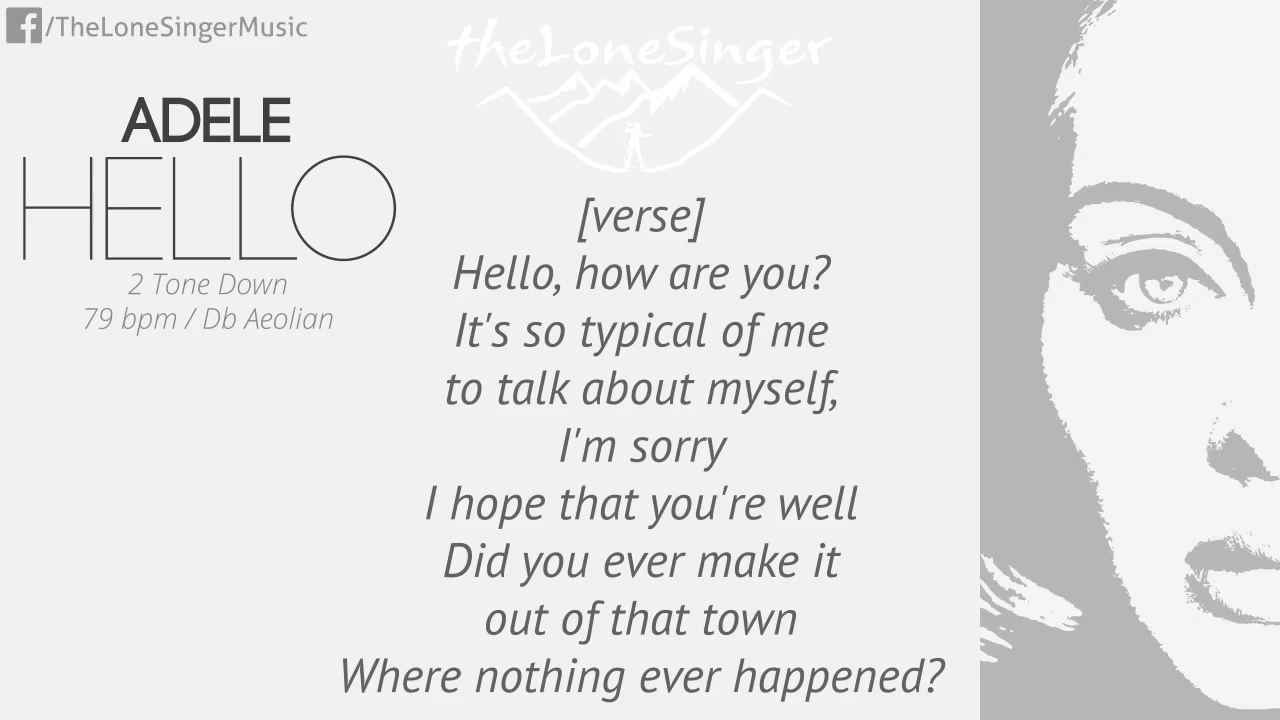 /TheLoneSingerMusic
theLoneSinger
ADELE
HELLO
2 Tone Down
79 bpm / Db Aeolian
[verse]
Hello, how are you?
It's so typical of me
to talk about myself,
I'm sorry
I hope that you're well
Did you ever make it
out of that town
Where nothing ever happened?